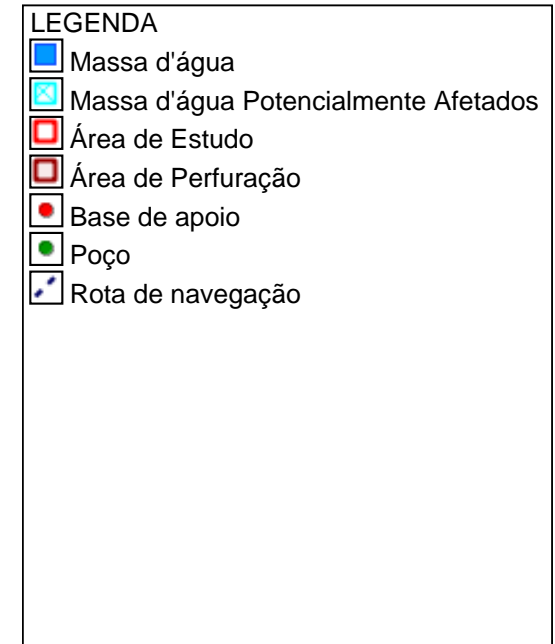 LEGENDA
Massa d'água
Massa d'água Potencialmente Afetados
Área de Estudo
Área de Perfuração
Base de apoio
Poço
Rota de navegação